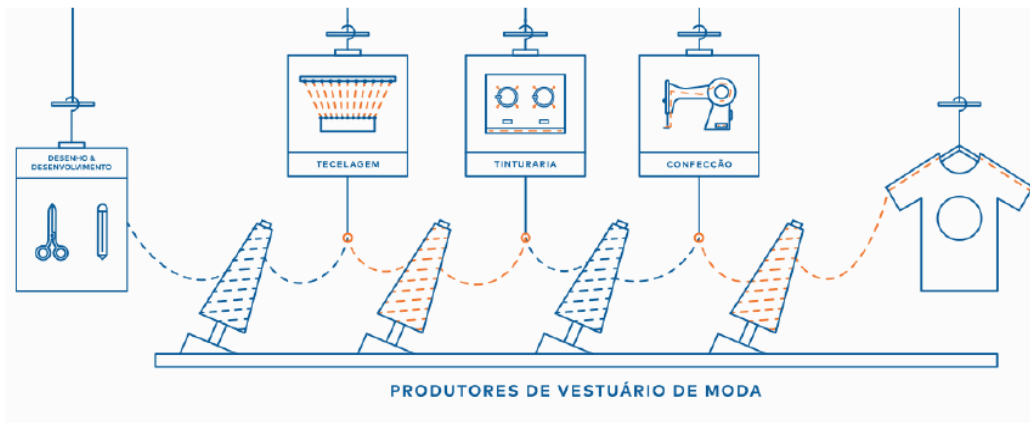 DESENHO &
DESENVOLVIMENTO
TECELAGEM
TINTURARIA
CONFECÇÃO
PRODUTORES DE VESTUÁRIO DE MODA